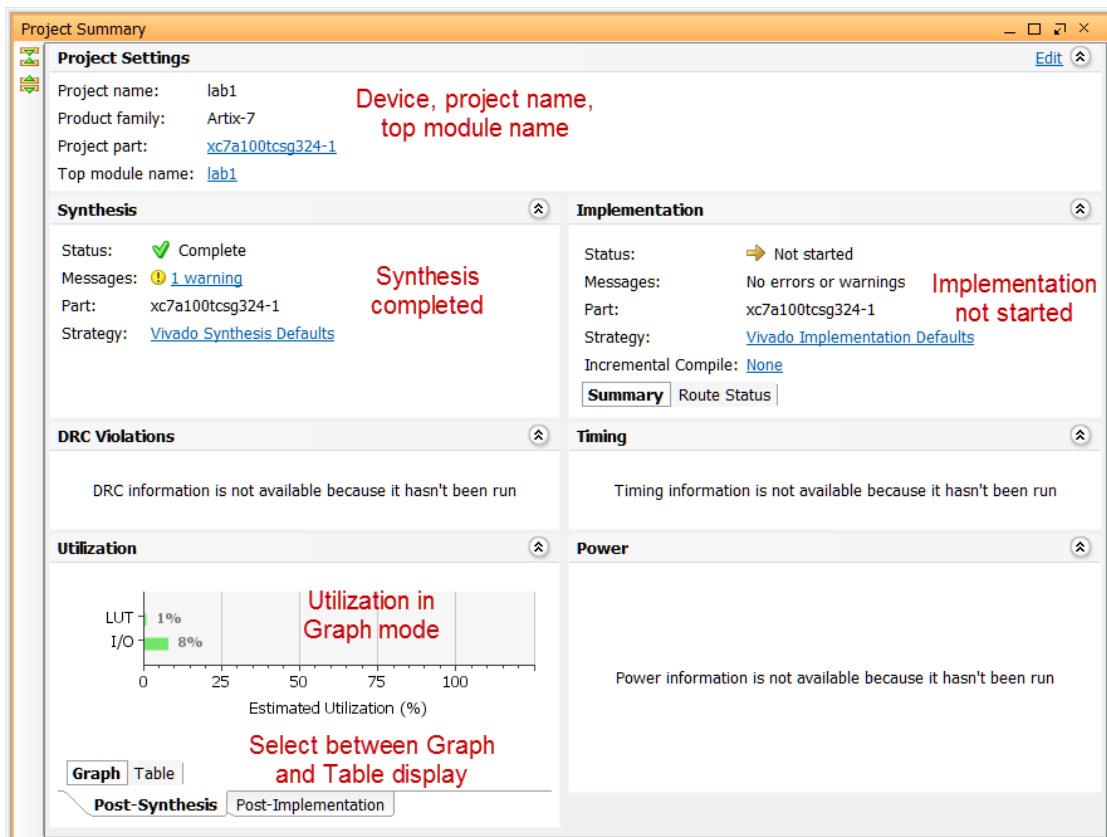 Project Summary
Project Settings
Edit
Project name: lab1
Product family: Artix-7
Project part: xc7a100tcsg324-1
Top module name: lab1
Device, project name,
top module name
Synthesis
Status: Complete
Messages: 1 warning
Part: xc7a100tcsg324-1
Strategy: Vivado Synthesis Defaults
Synthesis
completed
Implementation
Status: Not started
Messages: No errors or warnings
Part: xc7a100tcsg324-1
Strategy: Vivado Implementation Defaults
Incremental Compile: None
Summary Route Status
Implementation
not started
DRC Violations
DRC information is not available because it hasn't been run
Timing
Timing information is not available because it hasn't been run
Utilization
Utilization in
Graph mode
LUT 1%
I/O 8%
0 25 50 75 100
Estimated Utilization (%)
Select between Graph
and Table display
Graph Table
Post-Synthesis Post-Implementation
Power
Power information is not available because it hasn't been run